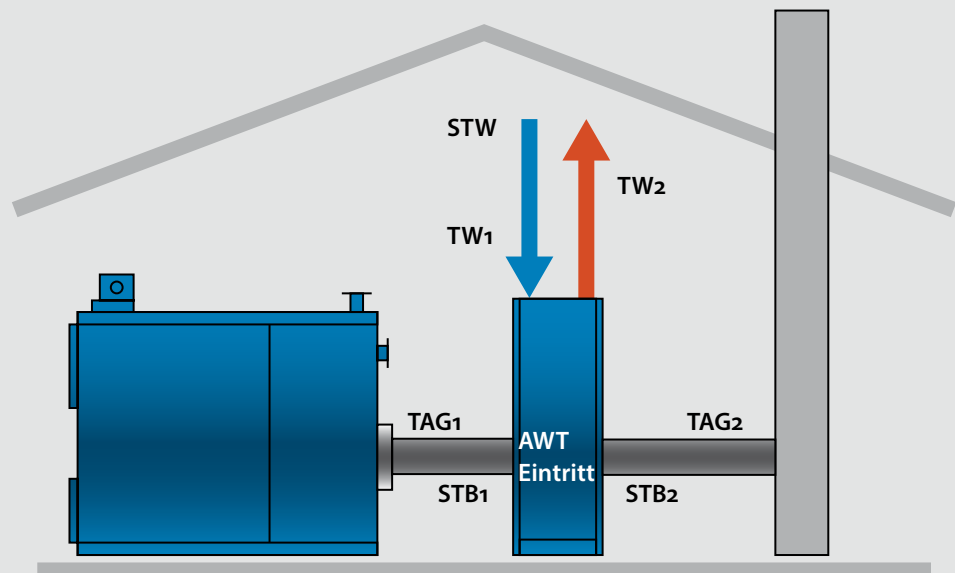 STW
TW2
TW1
TAG1
TAG2
AWT
Eintritt
STB1
STB2